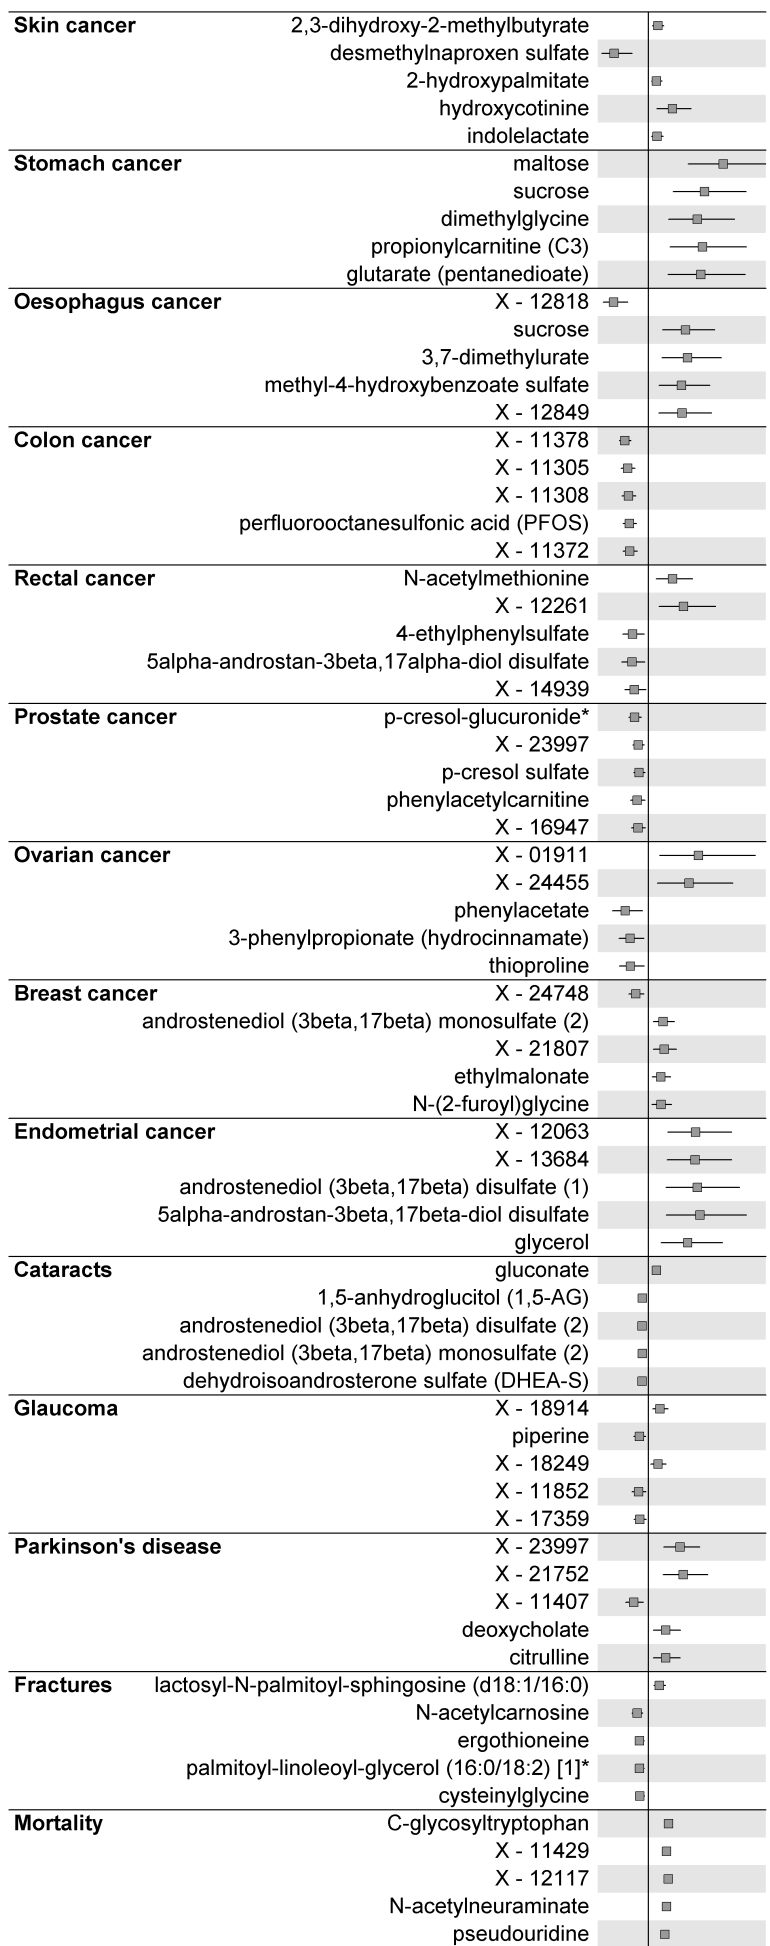 Skin cancer 2,3-dihydroxy-2-methylbutyrate
desmethylnaproxen sulfate
2-hydroxypalmitate
hydroxycotinine
indolelactate
Stomach cancer maltose
sucrose
dimethylglycine
propionylcarnitine (C3)
glutarate (pentanedioate)
Oesophagus cancer X - 12818
sucrose
3,7-dimethylurate
methyl-4-hydroxybenzoate sulfate
X - 12849
Colon cancer X - 11378
X - 11305
X - 11308
perfluorooctanesulfonic acid (PFOS)
X - 11372
Rectal cancer N-acetylmethionine
X - 12261
4-ethylphenylsulfate
5alpha-androstan-3beta,17alpha-diol disulfate
X - 14939
Prostate cancer p-cresol-glucuronide*
X - 23997
p-cresol sulfate
phenylacetylcarnitine
X - 16947
Ovarian cancer X - 01911
X - 24455
phenylacetate
3-phenylpropionate (hydrocinnamate)
thioproline
Breast cancer X - 24748
androstenediol (3beta,17beta) monosulfate (2)
X - 21807
ethylmalonate
N-(2-furoyl)glycine
Endometrial cancer X - 12063
X - 13684
androstenediol (3beta,17beta) disulfate (1)
5alpha-androstan-3beta,17beta-diol disulfate
glycerol
Cataracts gluconate
1,5-anhydroglucitol (1,5-AG)
androstenediol (3beta,17beta) disulfate (2)
androstenediol (3beta,17beta) monosulfate (2)
dehydroisoandrosterone sulfate (DHEA-S)
Glaucoma X - 18914
piperine
X - 18249
X - 11852
X - 17359
Parkinson's disease X - 23997
X - 21752
X - 11407
deoxycholate
citrulline
Fractures lactosyl-N-palmitoyl-sphingosine (d18:1/16:0)
N-acetylcarnosine
ergothioneine
palmitoyl-linoleoyl-glycerol (16:0/18:2) [1]*
cysteinylglycine
Mortality C-glycosyltryptophan
X - 11429
X - 12117
N-acetylneuraminate
pseudouridine